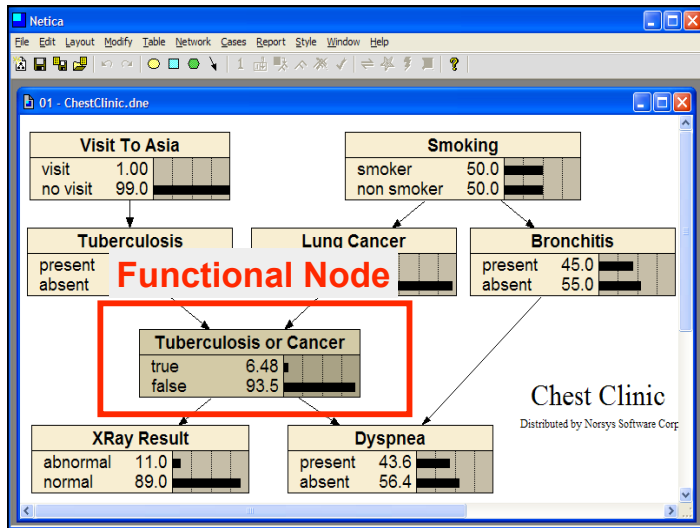 Netica
File Edit Layout Modify Table Network Cases Report Style Window Help
01 - ChestClinic.dne
Visit To Asia
visit 1.00
no visit 99.0
Smoking
smoker 50.0
non smoker 50.0
Tuberculosis
present
absent
Lung Cancer
Bronchitis
present 45.0
absent 55.0
Functional Node
Tuberculosis or Cancer
true 6.48
false 93.5
Chest Clinic
Distributed by Norsys Software Corp
XRay Result
abnormal 11.0
normal 89.0
Dyspnea
present 43.6
absent 56.4